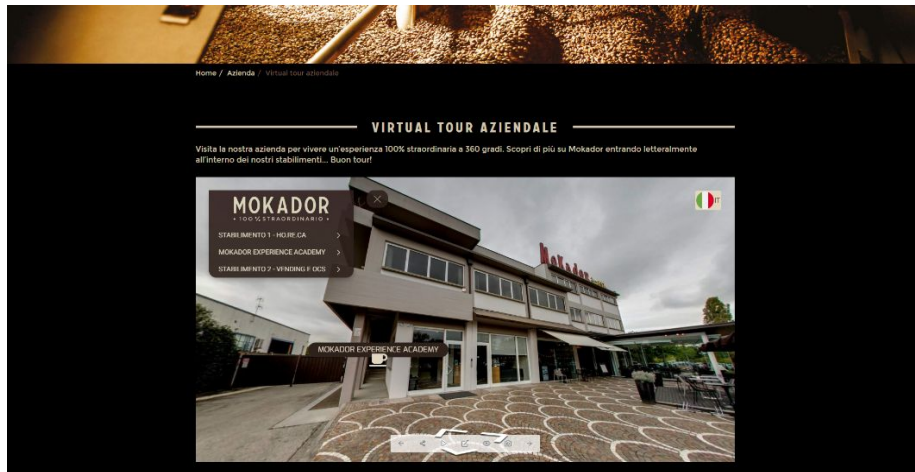 Home / Azienda / Virtual tour aziendale
VIRTUAL TOUR AZIENDALE
Visita la nostra azienda per vivere un'esperienza 100% straordinaria a 360 gradi. Scopri di più su Mokador entrando letteralmente
all'interno dei nostri stabilimenti... Buon tour!
MOKADOR
• 100% STRAORDINARIO •
IT
STABILIMENTO 1 - HO.RE.CA
MOKADOR EXPERIENCE ACADEMY
STABILIMENTO 2 - VENDING E OCS
MoKador
MOKADOR EXPERIENCE ACADEMY